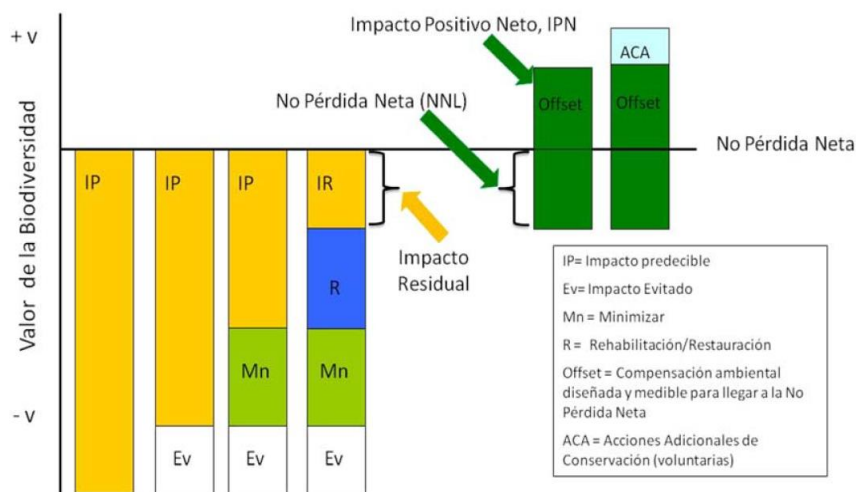 + v
Impacto Positivo Neto, IPN
ACA
No Pérdida Neta (NNL)
Offset
Offset
No Pérdida Neta
Valor de la Biodiversidad
IP
IP
IP
IR
Impacto
Residual
R
Mn
Mn
- v
Ev
Ev
Ev
IP= Impacto predecible
Ev= Impacto Evitado
Mn = Minimizar
R = Rehabilitación/Restauración
Offset = Compensación ambiental
diseñada y medible para llegar a la No
Pérdida Neta
ACA = Acciones Adicionales de
Conservación (voluntarias)